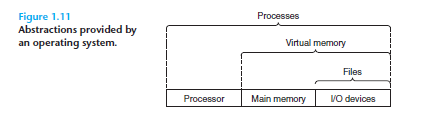 Figure 1.11
Abstractions provided by
an operating system.
Processes
Virtual memory
Files
Processor Main memory I/O devices